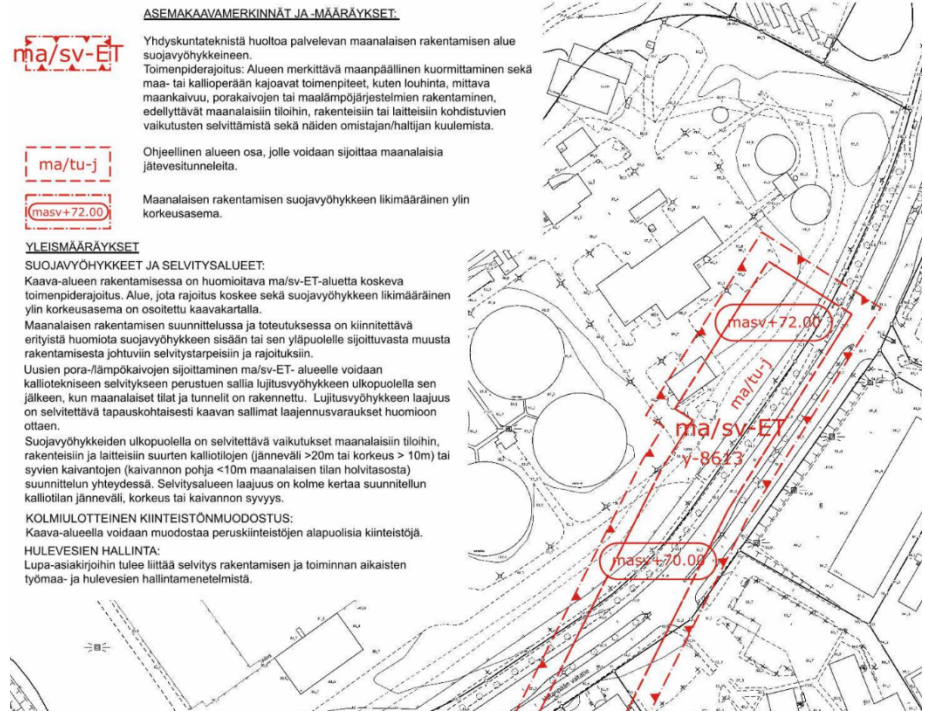 ASEMAKAAVAMERKINNÄT JA -MÄÄRÄYKSET:
ma/sv-ET
Yhdyskuntateknistä huoltoa palvelevan maanalaisen rakentamisen alue
suojavyöhykkeineen.
Toimenpiderajoitus: Alueen merkittävä maanpäällinen kuormittaminen sekä
maa- tai kallioperään kajoavat toimenpiteet, kuten louhinta, mittava
maankaivuu, porakaivojen tai maalämpöjärjestelmien rakentaminen,
edellyttävät maanalaisiin tiloihin, rakenteisiin tai laitteisiin kohdistuvien
vaikutusten selvittämistä sekä näiden omistajan/haltijan kuulemista.
ma/tu-j
Ohjeellinen alueen osa, jolle voidaan sijoittaa maanalaisia
jätevesitunneleita.
masv+72.00
Maanalaisen rakentamisen suojavyöhykkeen likimääräinen ylin
korkeusasema.
YLEISMÄÄRÄYKSET
SUOJAVYÖHYKKEET JA SELVITYSALUEET:
Kaava-alueen rakentamisessa on huomioitava ma/sv-ET-aluetta koskeva
toimenpiderajoitus. Alue, jota rajoitus koskee sekä suojavyöhykkeen likimääräinen
ylin korkeusasema on osoitettu kaavakartalla.
Maanalaisen rakentamisen suunnittelussa ja toteutuksessa on kiinnitettävä
erityistä huomiota suojavyöhykkeen sisään tai sen yläpuolelle sijoittuvasta muusta
rakentamisesta johtuviin selvitystarpeisiin ja rajoituksiin.
Uusien pora-/lämpökaivojen sijoittaminen ma/sv-ET- alueelle voidaan
kalliotekniseen selvitykseen perustuen sallia lujitusvyöhykkeen ulkopuolella sen
jälkeen, kun maanalaiset tilat ja tunnelit on rakennettu. Lujitusvyöhykkeen laajuus
on selvitettävä tapauskohtaisesti kaavan sallimat laajennusvaraukset huomioon
ottaen.
Suojavyöhykkeiden ulkopuolella on selvitettävä vaikutukset maanalaisiin tiloihin,
rakenteisiin ja laitteisiin suurten kalliotilojen (jänneväli >20m tai korkeus > 10m) tai
syvien kaivantojen (kaivannon pohja <10m maanalaisen tilan holvitasosta)
suunnittelun yhteydessä. Selvitysalueen laajuus on kolme kertaa suunnitellun
kalliotilan jänneväli, korkeus tai kaivannon syvyys.
KOLMIULOTTEINEN KIINTEISTÖNMUODOSTUS:
Kaava-alueella voidaan muodostaa peruskiinteistöjen alapuolisia kiinteistöjä.
HULEVESIEN HALLINTA:
Lupa-asiakirjoihin tulee liittää selvitys rakentamisen ja toiminnan aikaisten
työmaa- ja hulevesien hallintamenetelmistä.
masv+72.00
ma/tu-j
ma/sv-ET
y-8613
masv+70.00